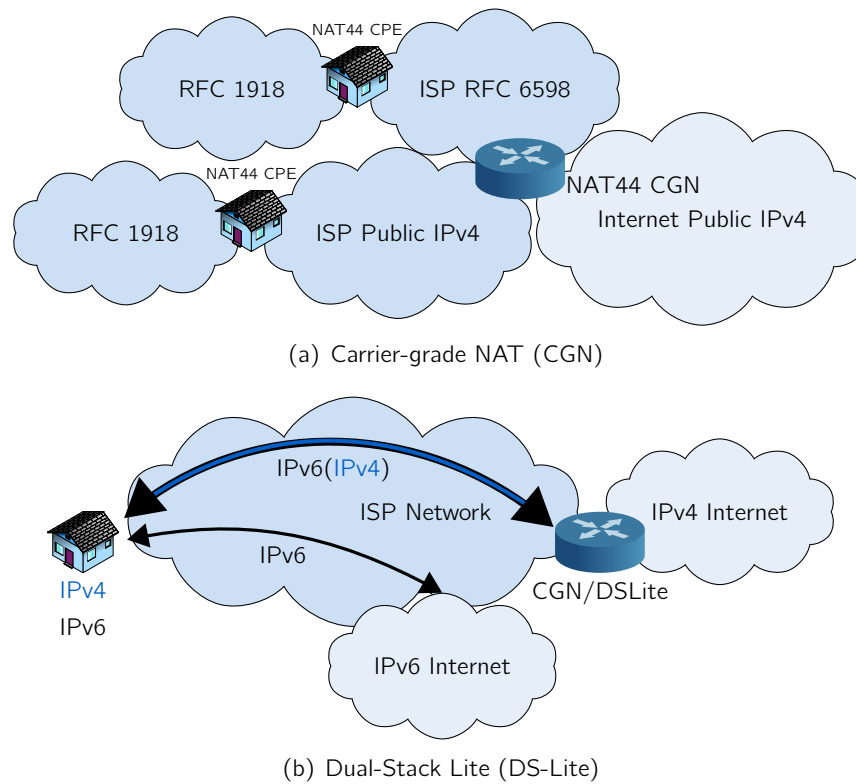 NAT44 CPE
RFC 1918
ISP RFC 6598
NAT44 CPE
NAT44 CGN
RFC 1918
ISP Public IPv4
Internet Public IPv4
(a) Carrier-grade NAT (CGN)
IPv6(IPv4)
ISP Network
IPv4 Internet
IPv6
IPv4
CGN/DSLite
IPv6
IPv6 Internet
(b) Dual-Stack Lite (DS-Lite)